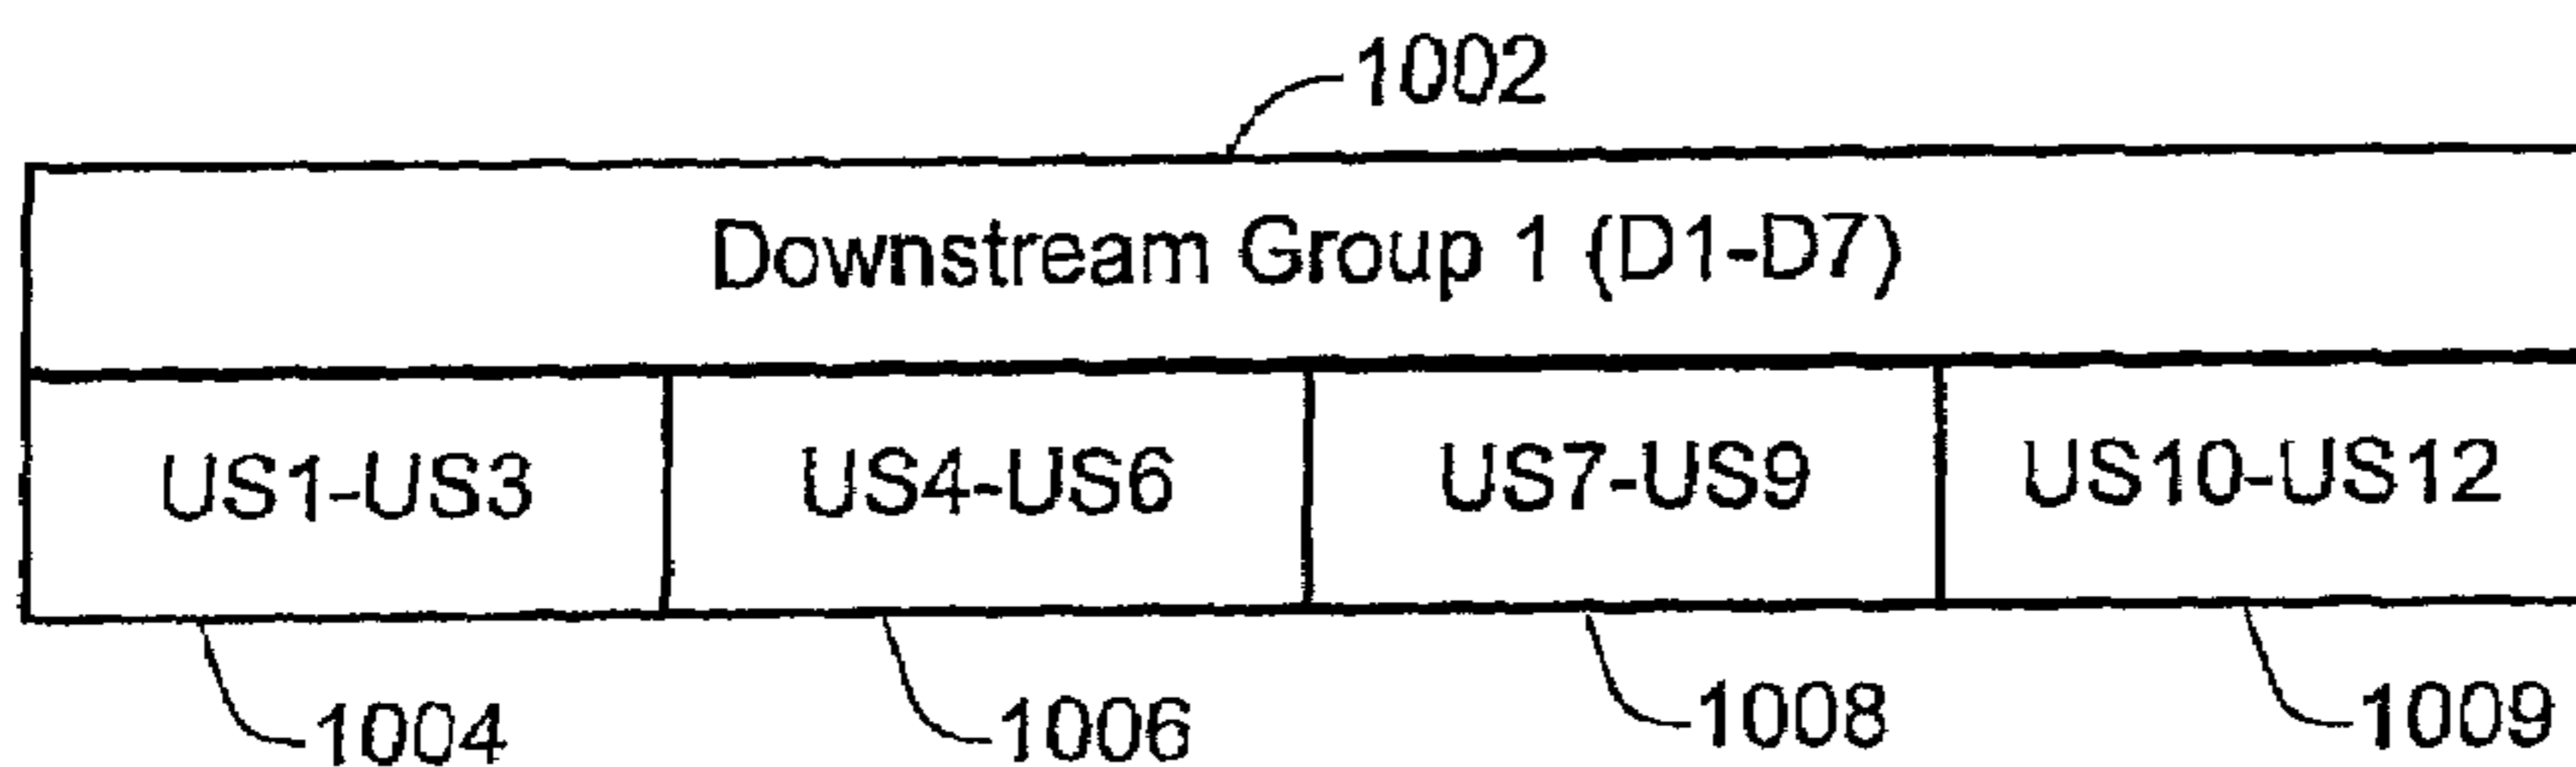 1002
Downstream Group 1 (D1-D7)
US1-US3 US4-US6 US7-US9 US10-US12
1004 1006 1008 1009